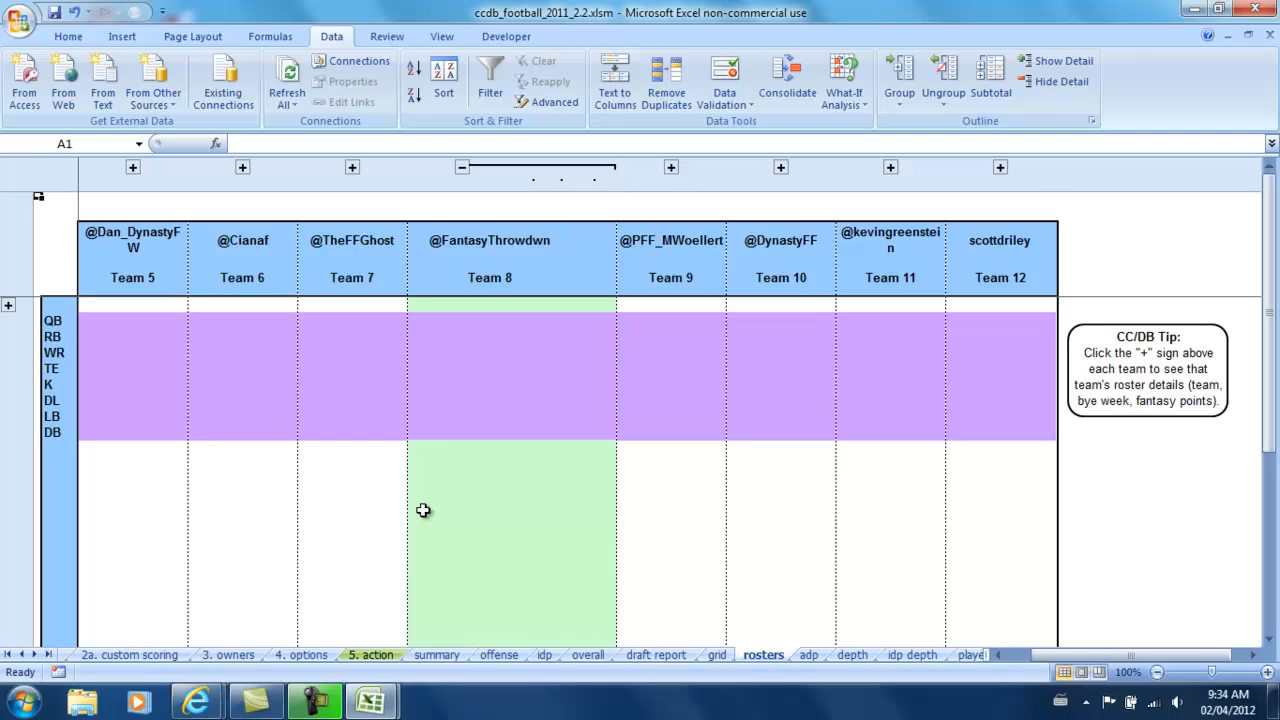 ccdb_football_2011_2.2.xlsm - Microsoft Excel non-commercial use
Home Insert Page Layout Formulas Data Review View Developer
From Access
From Web
From Text
From Other Sources
Existing Connections
Get External Data
Refresh All
Connections
Properties
Edit Links
Connections
Sort
Filter
Clear
Reapply
Advanced
Sort & Filter
Text to Columns
Remove Duplicates
Data Validation
Consolidate
What-If Analysis
Data Tools
Group
Ungroup
Subtotal
Show Detail
Hide Detail
Outline
A1
fx
@Dan_DynastyF
W
Team 5
@Cianaf
Team 6
@TheFFGhost
Team 7
@FantasyThrowdwn
Team 8
@PFF_MWoellert
Team 9
@DynastyFF
Team 10
@kevingreenstei
n
Team 11
scottdriley
Team 12
QB
RB
WR
TE
K
DL
LB
DB
CC/DB Tip:
Click the "+" sign above
each team to see that
team's roster details (team,
bye week, fantasy points).
2a. custom scoring 3. owners 4. options 5. action summary offense idp overall draft report grid rosters adp depth idp depth playe
Ready
100%
9:34 AM
02/04/2012